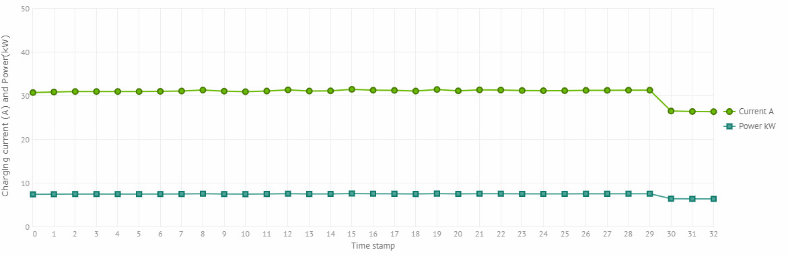 Charging current (A) and Power(kW)
50
40
30
20
10
0
0 1 2 3 4 5 6 7 8 9 10 11 12 13 14 15 16 17 18 19 20 21 22 23 24 25 26 27 28 29 30 31 32
Time stamp
Current A
Power kW